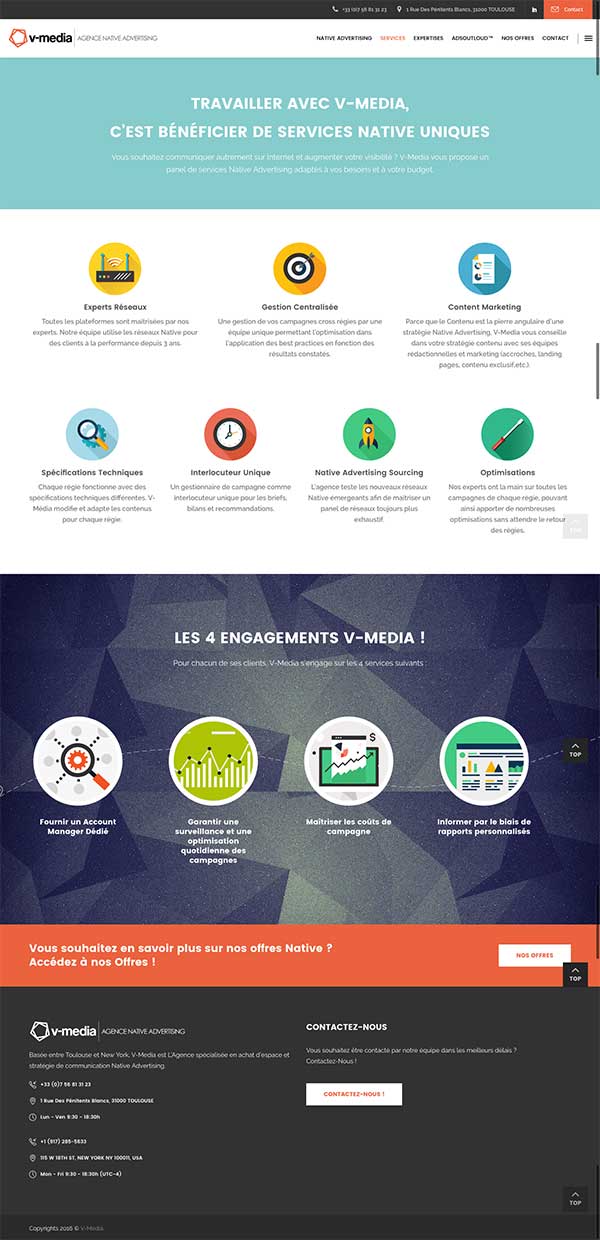 +33 (0)7 56 81 31 23 1 Rue Des Pénitents Blancs, 31000 TOULOUSE in Contact
v-media AGENCE NATIVE ADVERTISING NATIVE ADVERTISING SERVICES EXPERTISES ADSOUTLOUD™ NOS OFFRES CONTACT
TRAVAILLER AVEC V-MEDIA,
C'EST BÉNÉFICIER DE SERVICES NATIVE UNIQUES
Vous souhaitez communiquer autrement sur Internet et augmenter votre visibilité ? V-Media vous propose un
panel de services Native Advertising adaptés à vos besoins et à votre budget.
Experts Réseaux
Toutes les plateformes sont maitrisées par nos
experts. Notre équipe utilise les réseaux Native pour
des clients à la performance depuis 3 ans.
Gestion Centralisée
Une gestion de vos campagnes cross régies par une
équipe unique permettant l'optimisation dans
l'application des best practices en fonction des
résultats constatés.
Content Marketing
Parce que le Contenu est la pierre angulaire d'une
stratégie Native Advertising, V-Media vous conseille
dans votre stratégie contenu avec ses équipes
redactionnelles et marketing (accroches, landing
pages, contenu exclusif,etc.).
Spécifications Techniques
Chaque régie fonctionne avec des
spécifications techniques différentes. V-
Média modifie et adapte les contenus
pour chaque régie.
Interlocuteur Unique
Un gestionnaire de campagne comme
interlocuteur unique pour les briefs,
bilans et recommandations.
Native Advertising Sourcing
L'agence teste les nouveaux réseaux
Native émergeants afin de maitriser un
panel de réseaux toujours plus
exhaustif.
Optimisations
Nos experts ont la main sur toutes les
campagnes de chaque régie, pouvant
ainsi apporter de nombreuses
optimisations sans attendre le retour
des régies.
TOP
LES 4 ENGAGEMENTS V-MEDIA !
Pour chacun de ses clients, V-Media s'engage sur les 4 services suivants :
$
TOP
Fournir un Account
Manager Dédié
Garantir une
surveillance et une
optimisation
quotidienne des
campagnes
Maîtriser les coûts de
campagne
Informer par le biais de
rapports personnalisés
Vous souhaitez en savoir plus sur nos offres Native ?
Accédez à nos Offres !
NOS OFFRES
TOP
v-media AGENCE NATIVE ADVERTISING
Basée entre Toulouse et New York, V-Media est L'Agence spécialisée en achat d'espace et
stratégie de communication Native Advertising.
+33 (0)7 56 81 31 23
1 Rue Des Pénitents Blancs, 31000 TOULOUSE
Lun - Ven 9:30 - 18:30h
+1 (917) 285-5633
115 W 18TH ST, NEW YORK NY 100011, USA
Mon - Fri 9:30 - 18:30h (UTC-4)
CONTACTEZ-NOUS
Vous souhaitez être contacté par notre équipe dans les meilleurs délais ?
Contactez-Nous !
CONTACTEZ-NOUS !
TOP
Copyrights 2016 © V-Media.